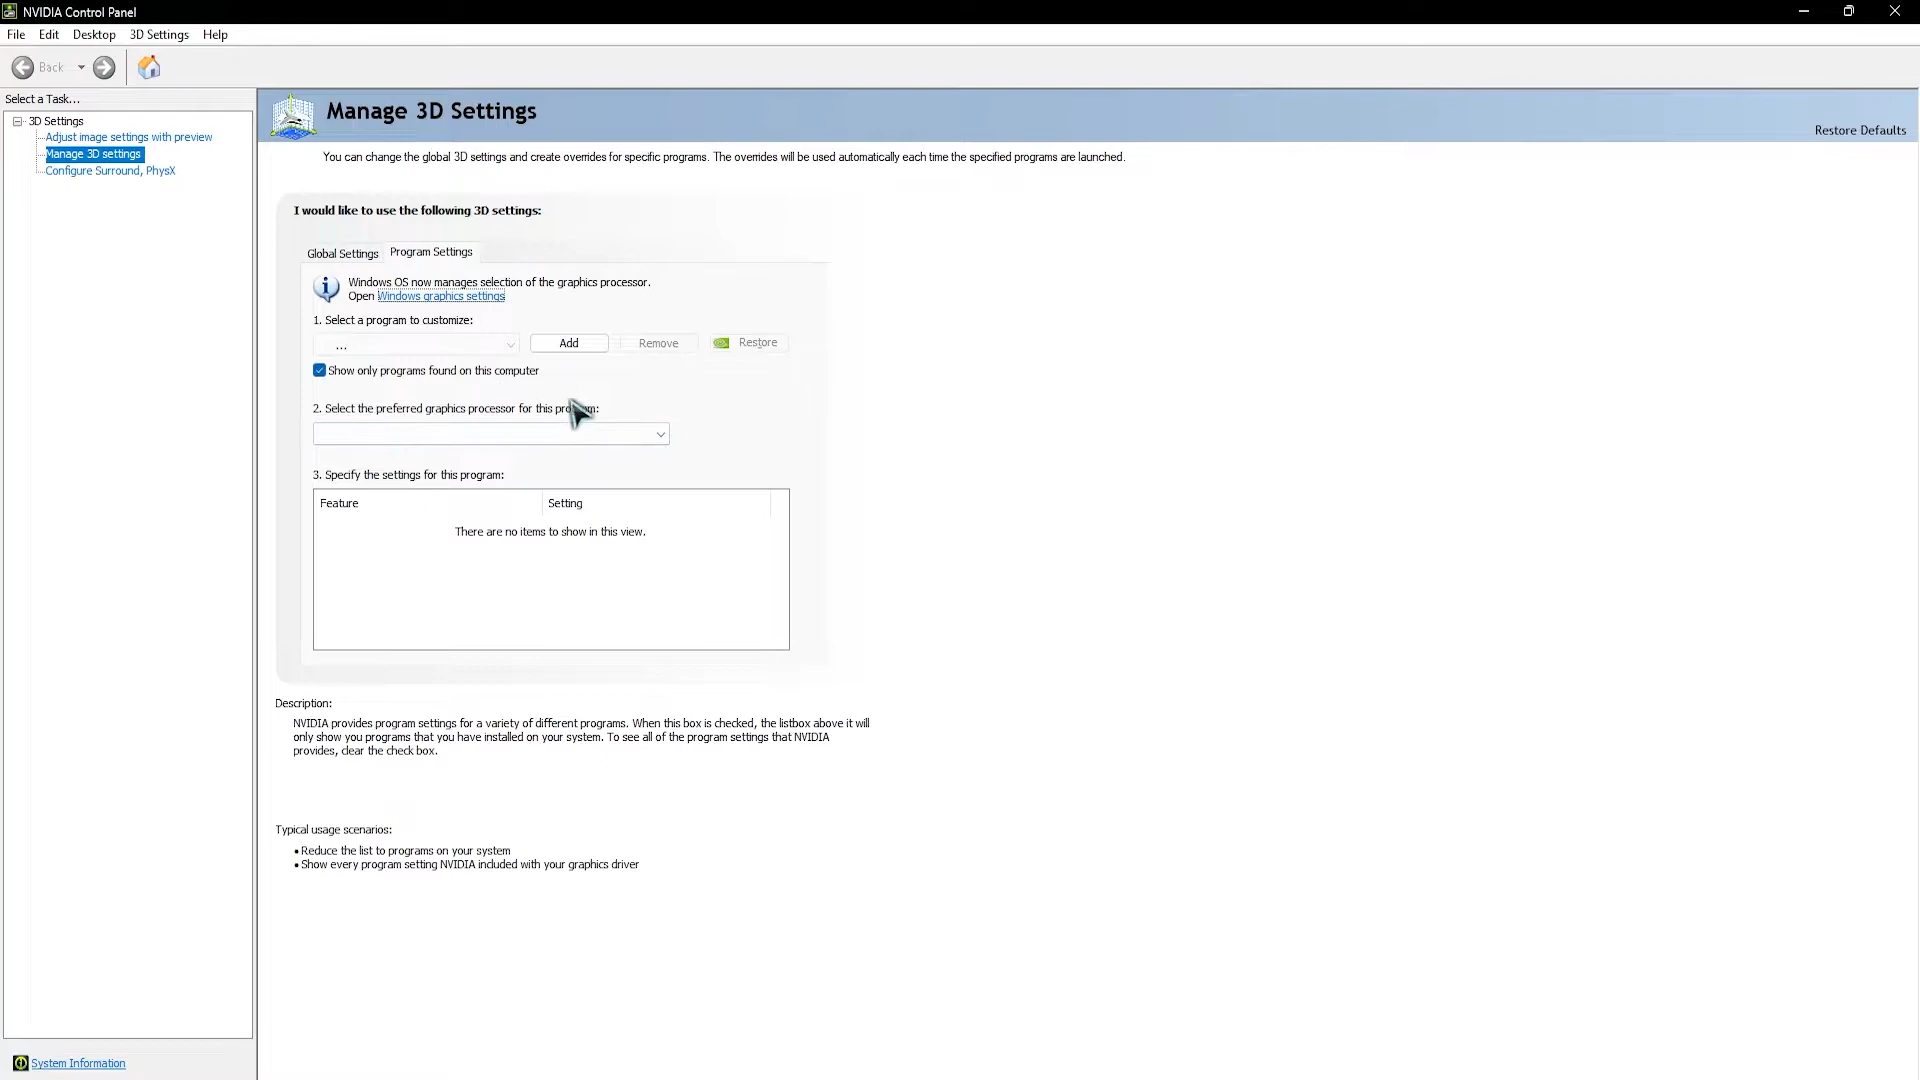 NVIDIA Control Panel
File Edit Desktop 3D Settings Help
Back
Select a Task...
3D Settings
Adjust image settings with preview
Manage 3D settings
Configure Surround, PhysX
Manage 3D Settings
Restore Defaults
You can change the global 3D settings and create overrides for specific programs. The overrides will be used automatically each time the specified programs are launched.
I would like to use the following 3D settings:
Global Settings Program Settings
Windows OS now manages selection of the graphics processor.
Open Windows graphics settings
1. Select a program to customize:
... Add Remove Restore
Show only programs found on this computer
2. Select the preferred graphics processor for this program:
3. Specify the settings for this program:
Feature Setting
There are no items to show in this view.
Description:
NVIDIA provides program settings for a variety of different programs. When this box is checked, the listbox above it will
only show you programs that you have installed on your system. To see all of the program settings that NVIDIA
provides, clear the check box.
Typical usage scenarios:
• Reduce the list to programs on your system
• Show every program setting NVIDIA included with your graphics driver
System Information